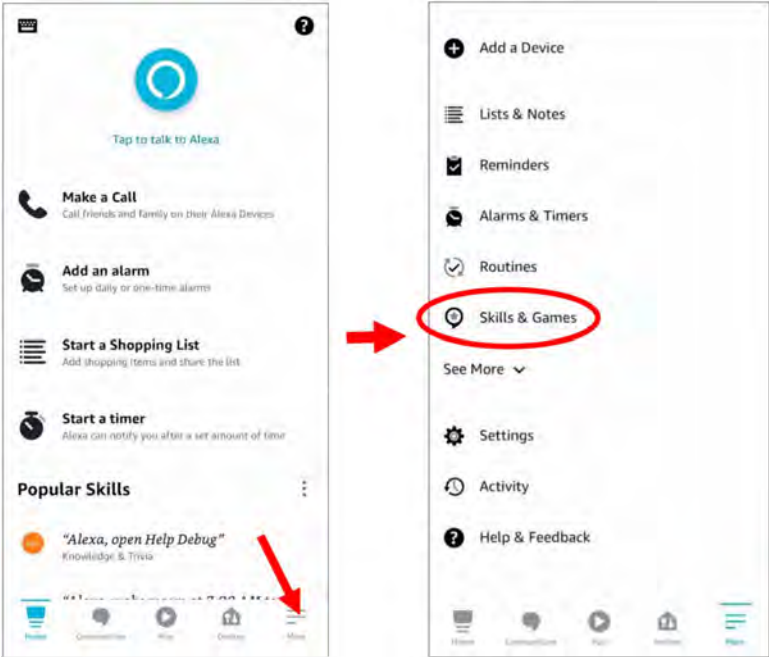 Tap to talk to Alexa
Make a Call
Call friends and family on their Alexa Devices
Add an alarm
Set up daily or one-time alarms
Start a Shopping List
Add shopping items and share the list
Start a timer
Alexa can notify you after a set amount of time
Popular Skills
"Alexa, open Help Debug"
Knowledge & Trivia
Home
Play
Devices
More
Add a Device
Lists & Notes
Reminders
Alarms & Timers
Routines
Skills & Games
See More
Settings
Activity
Help & Feedback
Home
Play
Devices
More